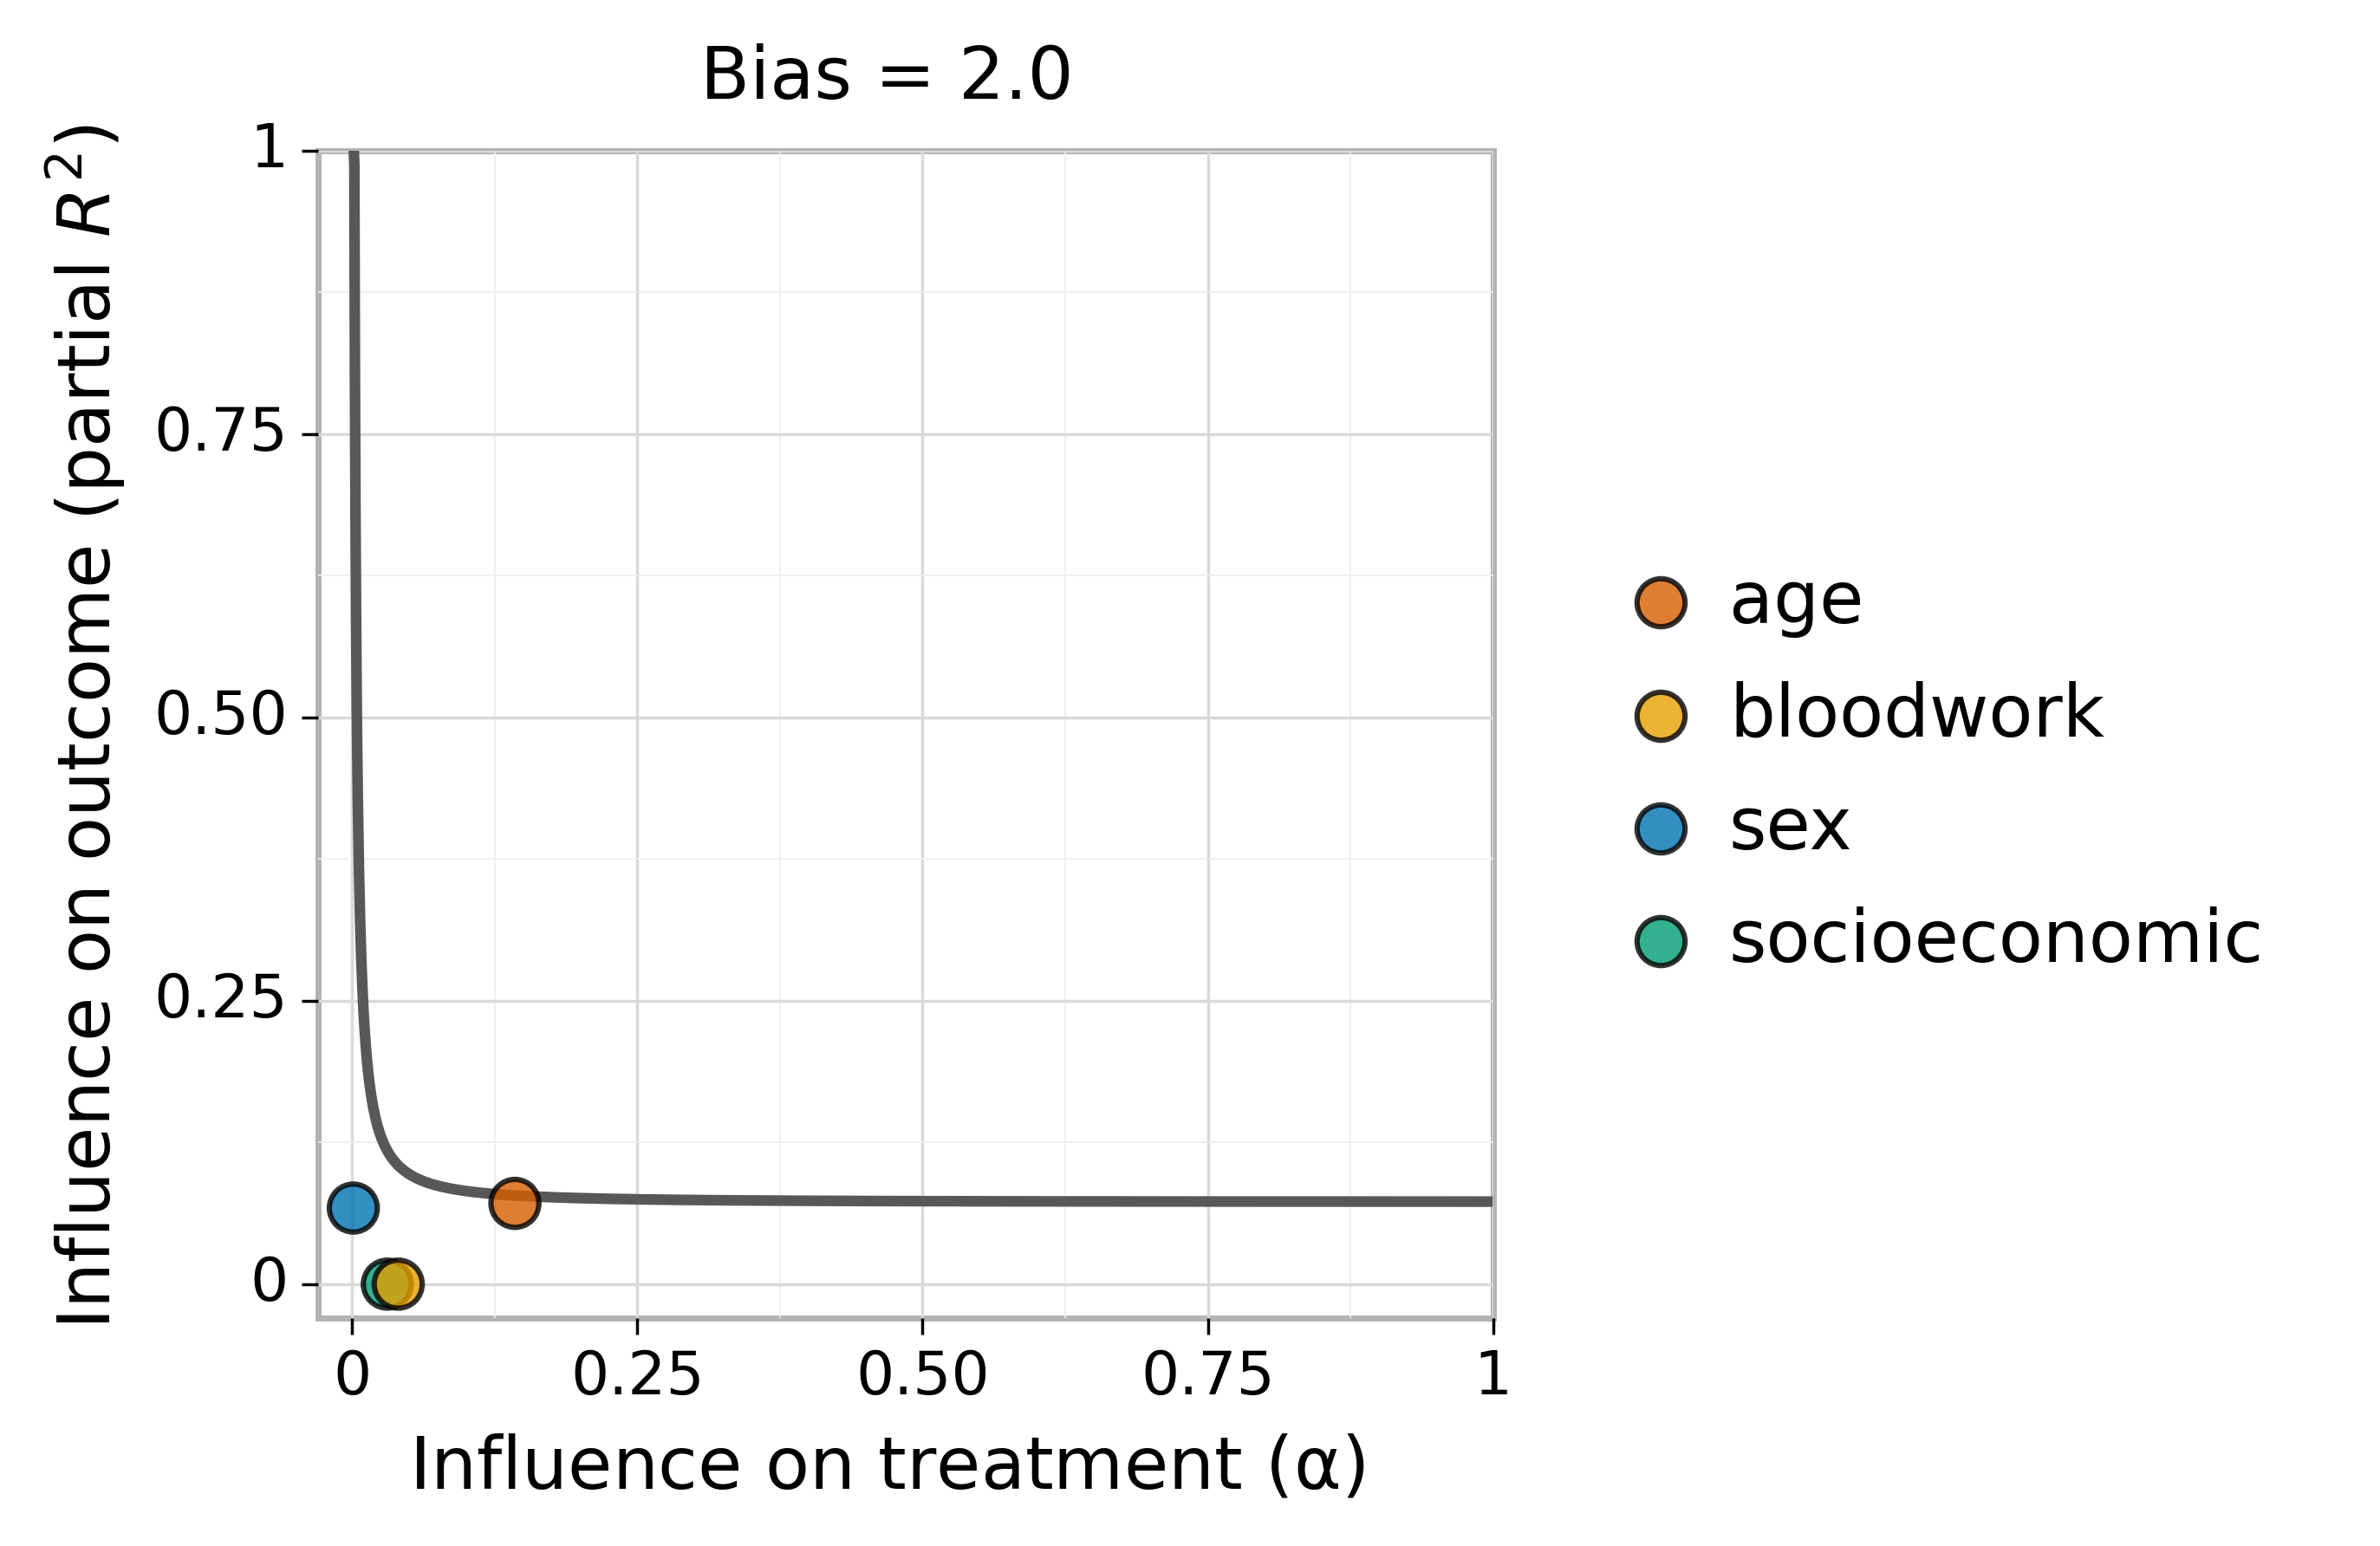 Bias = 2.0
Influence on outcome (partial R²)
1
0.75
0.50
0.25
0
0 0.25 0.50 0.75 1
Influence on treatment (α)
age
bloodwork
sex
socioeconomic